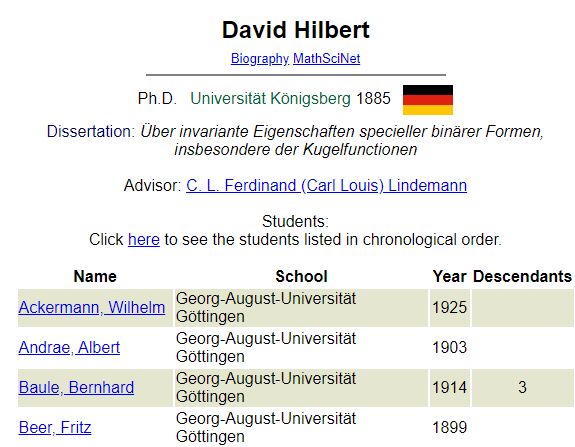 David Hilbert
Biography MathSciNet
Ph.D. Universität Königsberg 1885
Dissertation: Über invariante Eigenschaften specieller binärer Formen,
insbesondere der Kugelfunctionen
Advisor: C. L. Ferdinand (Carl Louis) Lindemann
Students:
Click here to see the students listed in chronological order.
Name School Year Descendants
Ackermann, Wilhelm Georg-August-Universität Göttingen 1925
Andrae, Albert Georg-August-Universität Göttingen 1903
Baule, Bernhard Georg-August-Universität Göttingen 1914 3
Beer, Fritz Georg-August-Universität Göttingen 1899